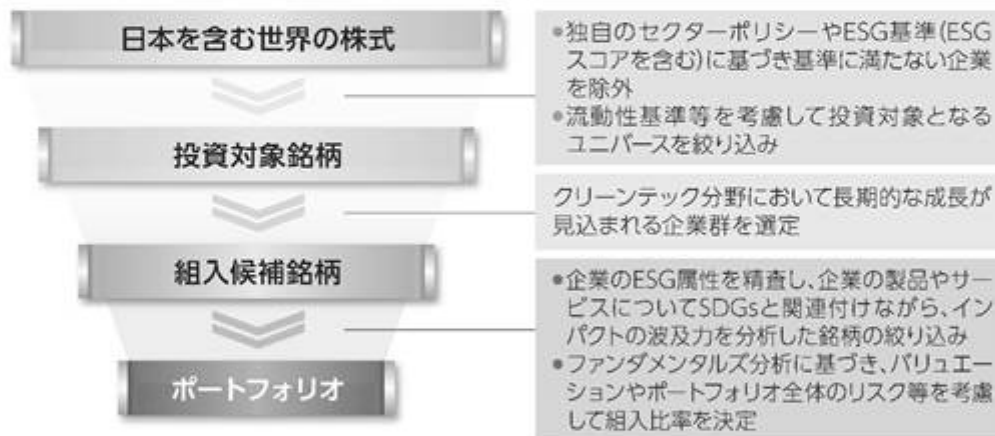 日本を含む世界の株式
●独自のセクターポリシーやESG基準(ESG
スコアを含む)に基づき基準に満たない企業
を除外
●流動性基準等を考慮して投資対象となる
ユニバースを絞り込み
投資対象銘柄
クリーンテック分野において長期的な成長が
見込まれる企業群を選定
組入候補銘柄
●企業のESG属性を精査し、企業の製品やサー
ビスについてSDGsと関連付けながら、イン
パクトの波及力を分析した銘柄の絞り込み
●ファンダメンタルズ分析に基づき、バリュエー
ションやポートフォリオ全体のリスク等を考慮
して組入比率を決定
ポートフォリオ